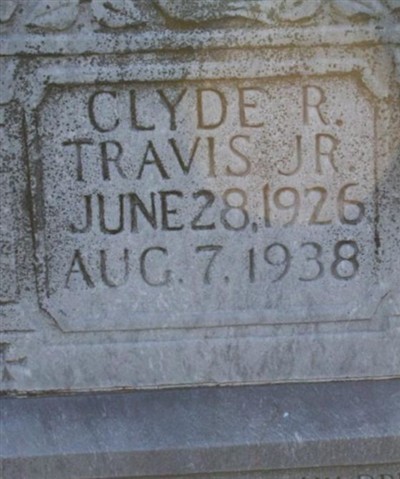 CLYDE R.
TRAVIS JR.
JUNE 28, 1926
AUG. 7, 1938